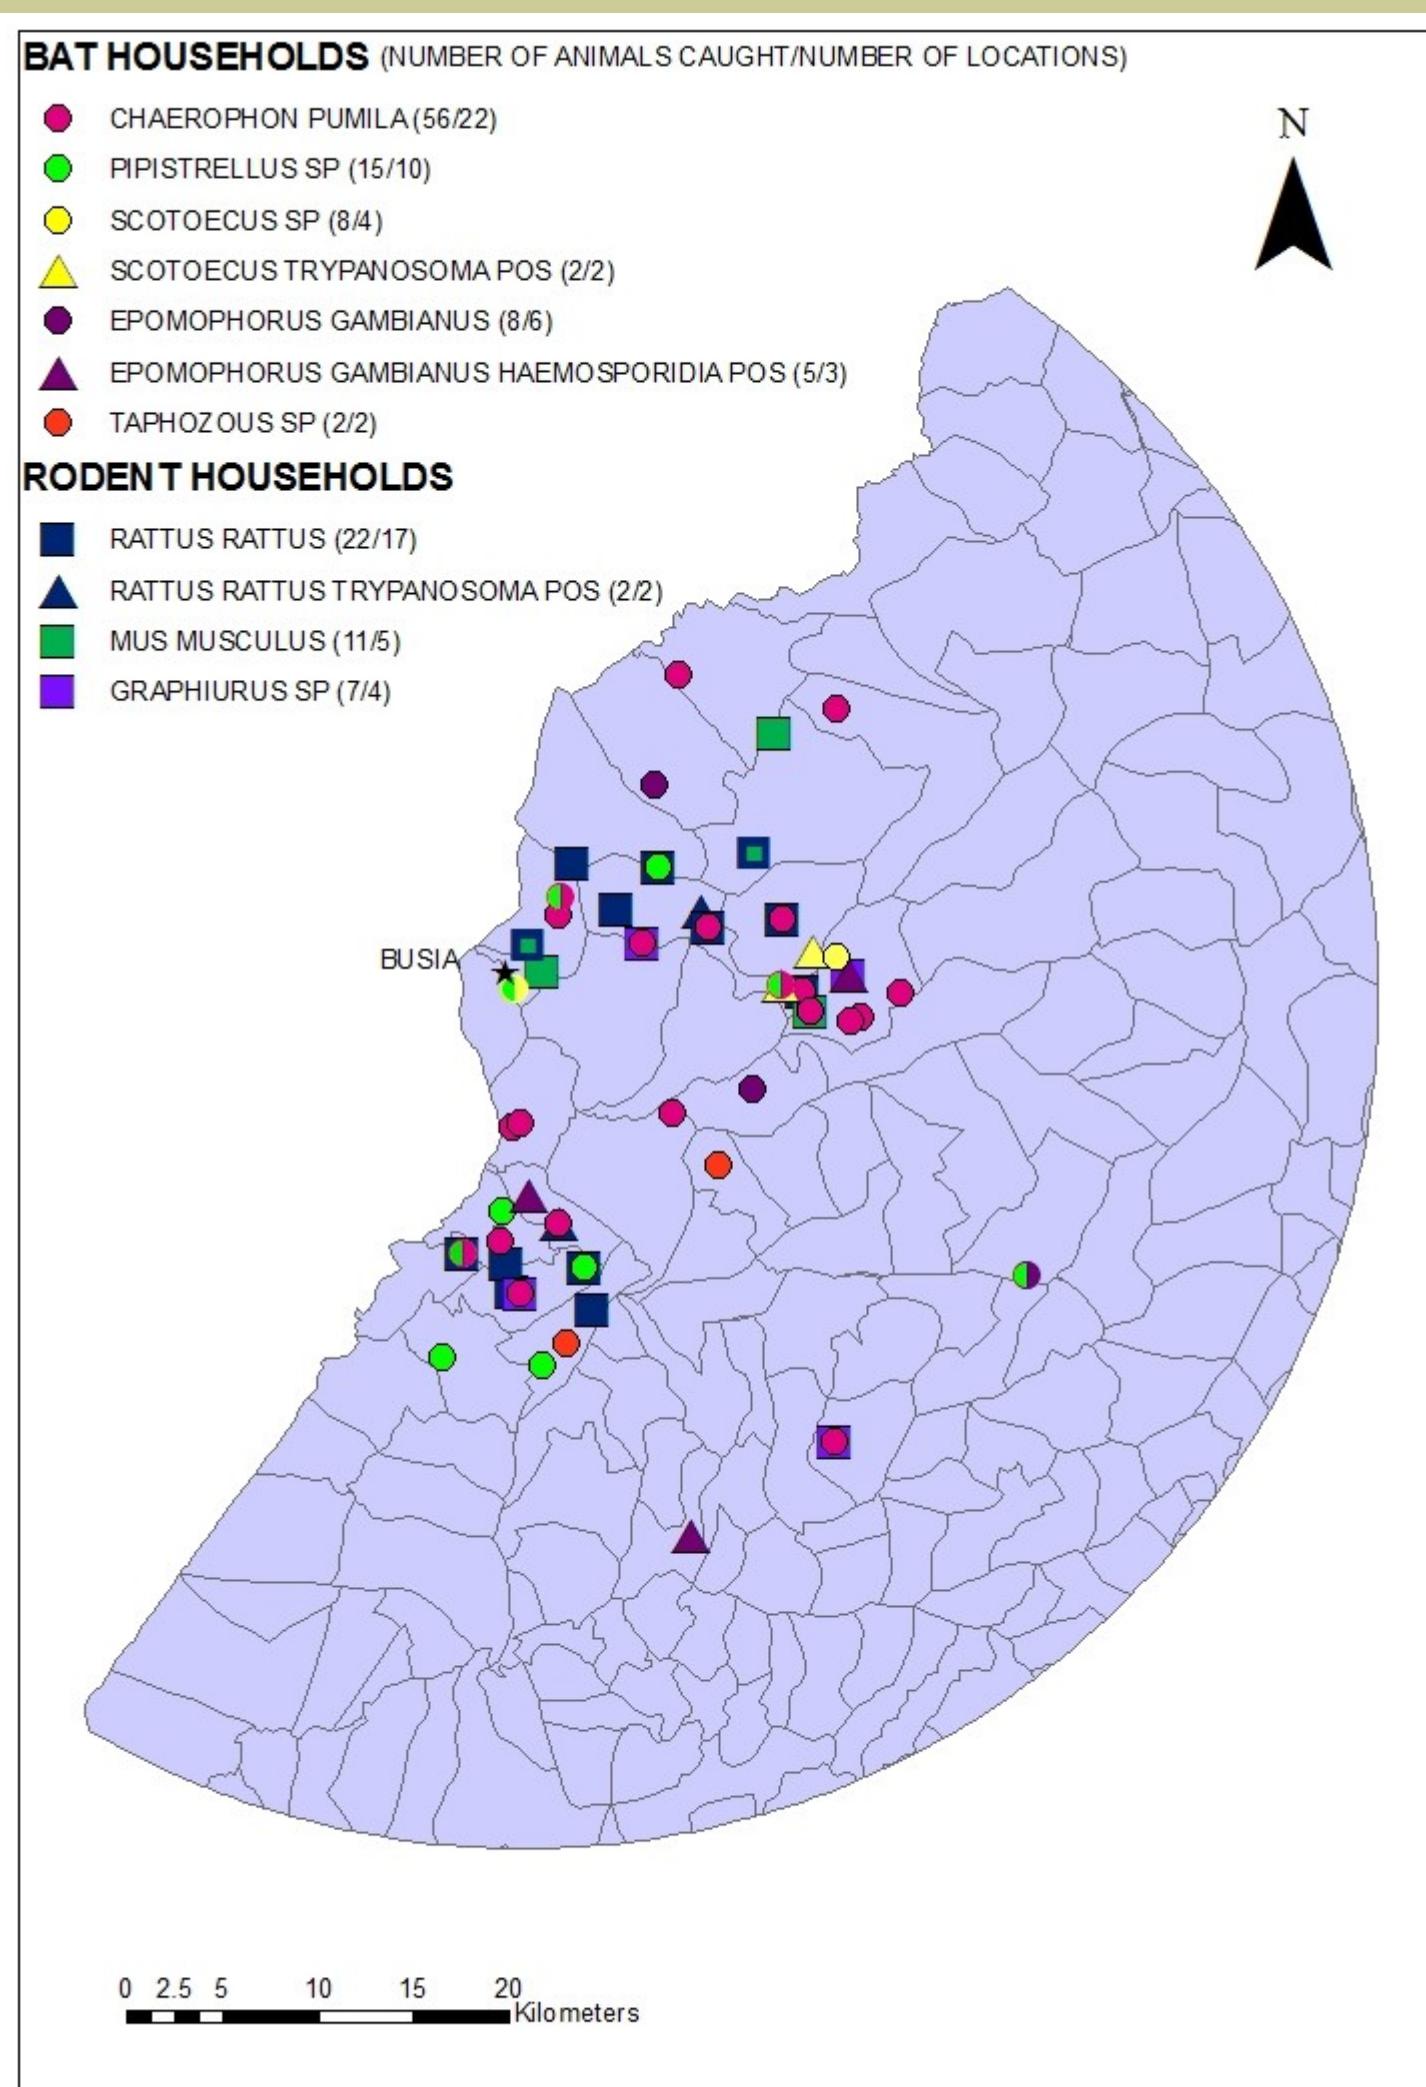 BAT HOUSEHOLDS (NUMBER OF ANIMALS CAUGHT/NUMBER OF LOCATIONS)
CHAEROPHON PUMILA (56/22)
PIPISTRELLUS SP (15/10)
SCOTOECUS SP (8/4)
SCOTOECUS TRYPANOSOMA POS (2/2)
EPOMOPHORUS GAMBIANUS (8/6)
EPOMOPHORUS GAMBIANUS HAEMOSPORIDIA POS (5/3)
TAPHOZOUS SP (2/2)
RODENT HOUSEHOLDS
RATTUS RATTUS (22/17)
RATTUS RATTUS TRYPANOSOMA POS (2/2)
MUS MUSCULUS (11/5)
GRAPHIURUS SP (7/4)
N
BUSIA
0 2.5 5 10 15 20
Kilometers